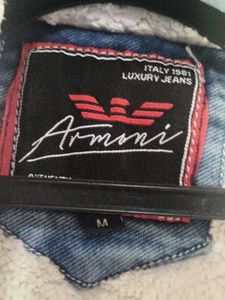 ITALY 1981
LUXURY JEANS
Armoni
M